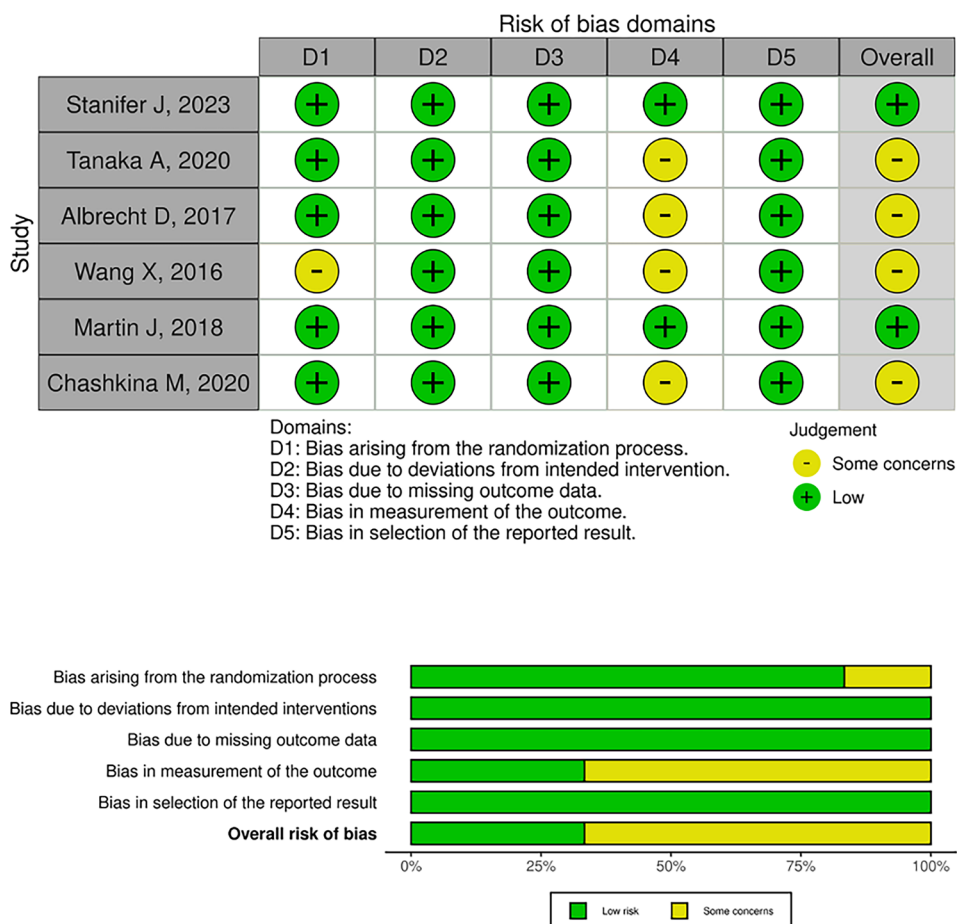 Risk of bias domains
D1 D2 D3 D4 D5 Overall
Study
Stanifer J, 2023 + + + + + +
Tanaka A, 2020 + + + - + -
Albrecht D, 2017 + + + - + -
Wang X, 2016 - + + - + -
Martin J, 2018 + + + + + +
Chashkina M, 2020 + + + - + -
Domains:
D1: Bias arising from the randomization process.
D2: Bias due to deviations from intended intervention.
D3: Bias due to missing outcome data.
D4: Bias in measurement of the outcome.
D5: Bias in selection of the reported result.
Judgement
- Some concerns
+ Low
Bias arising from the randomization process
Bias due to deviations from intended interventions
Bias due to missing outcome data
Bias in measurement of the outcome
Bias in selection of the reported result
Overall risk of bias
0% 25% 50% 75% 100%
Low risk Some concerns